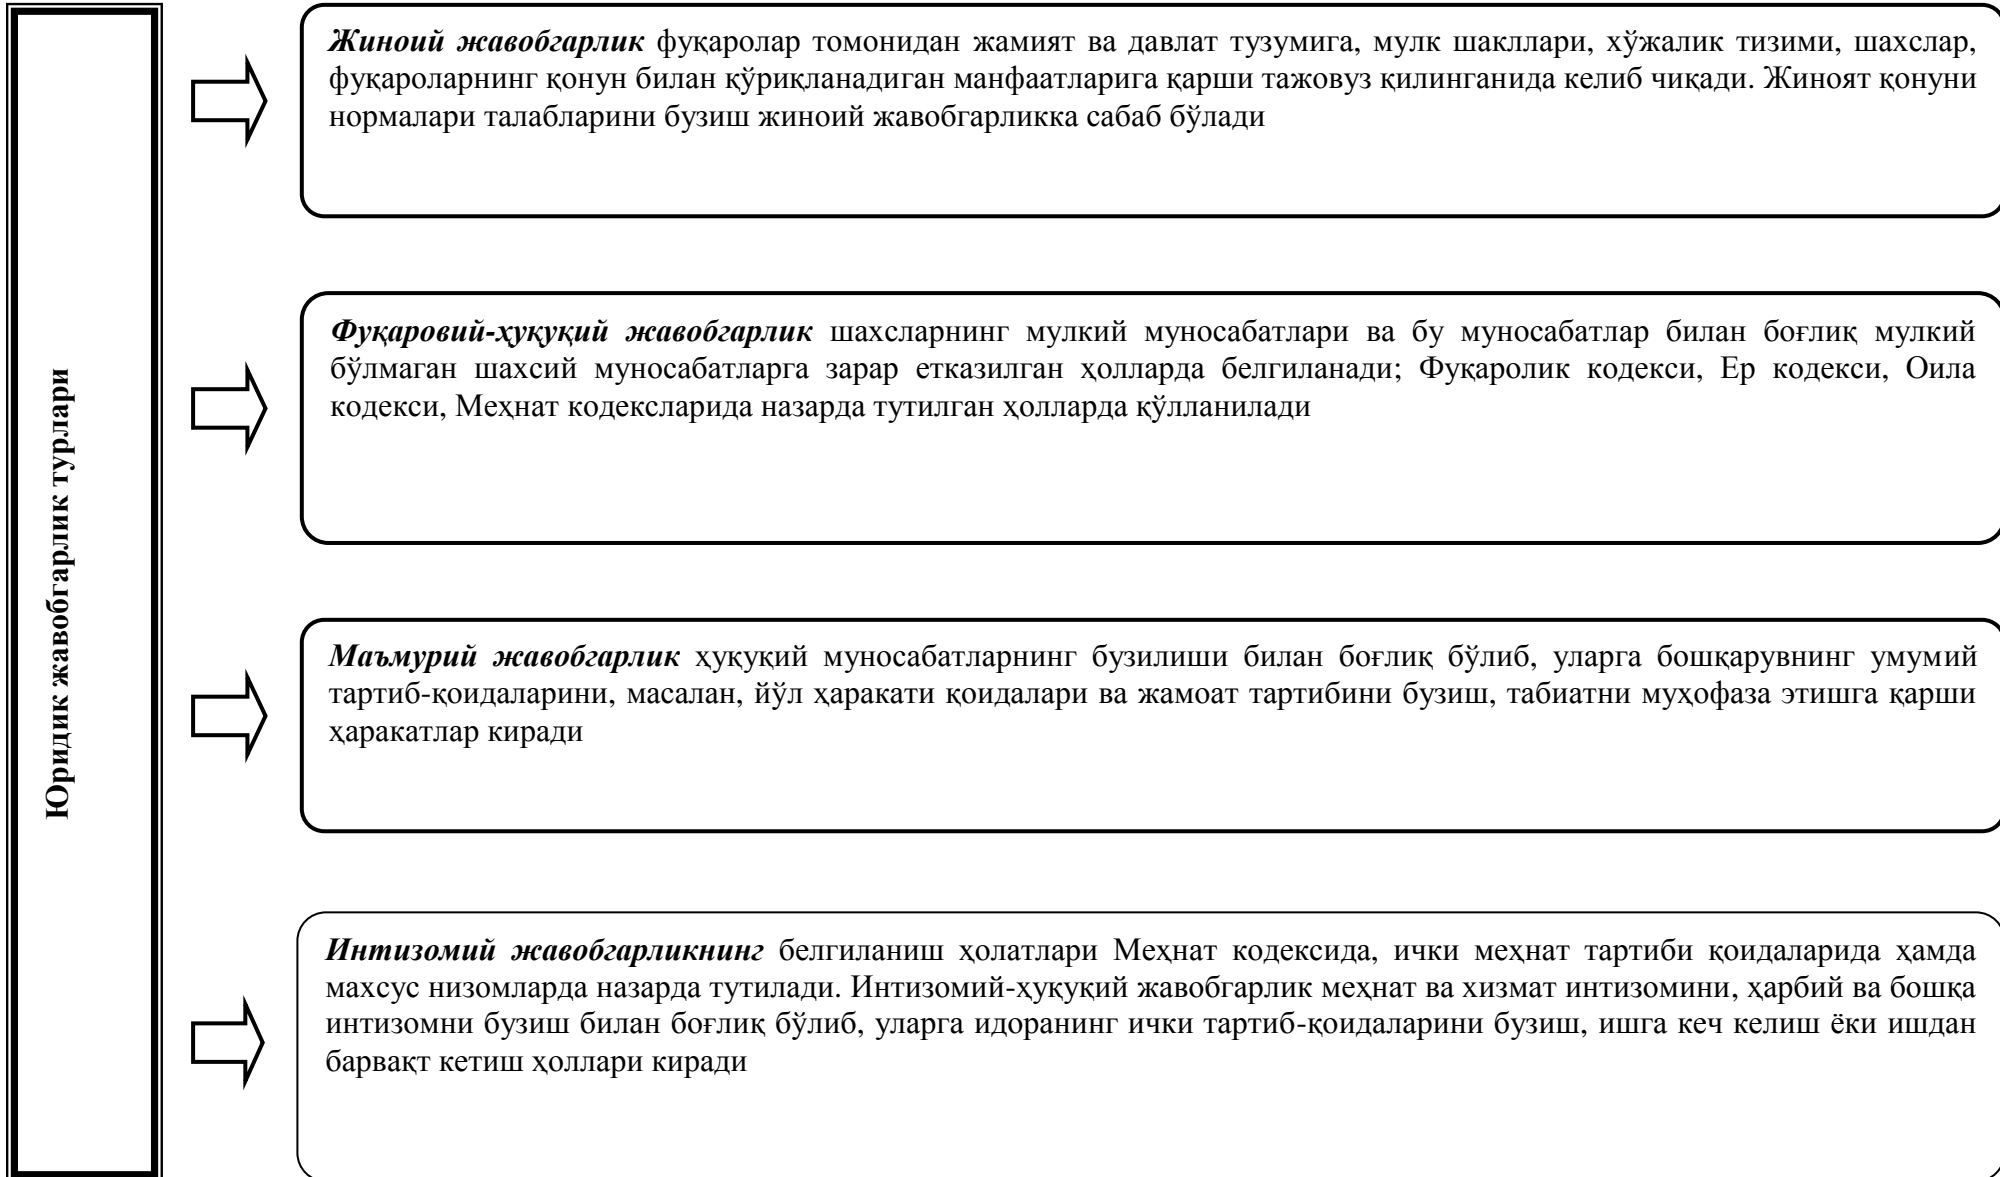 Юридик жавобгарлик турлари
Жиноий жавобгарлик фуқаролар томонидан жамият ва давлат тузумига, мулк шакллари, хўжалик тизими, шахслар,
фуқароларнинг қонун билан қўриқланадиган манфаатларига қарши тажовуз қилинганида келиб чиқади. Жиноят қонуни
нормалари талабларини бузиш жиноий жавобгарликка сабаб бўлади
Фуқаровий-ҳуқуқий жавобгарлик шахсларнинг мулкий муносабатлари ва бу муносабатлар билан боғлиқ мулкий
бўлмаган шахсий муносабатларга зарар етказилган ҳолларда белгиланади; Фуқаролик кодекси, Ер кодекси, Оила
кодекси, Меҳнат кодексларида назарда тутилган ҳолларда қўлланилади
Маъмурий жавобгарлик ҳуқуқий муносабатларнинг бузилиши билан боғлиқ бўлиб, уларга бошқарувнинг умумий
тартиб-қоидаларини, масалан, йўл ҳаракати қоидалари ва жамоат тартибини бузиш, табиатни муҳофаза этишга қарши
ҳаракатлар киради
Интизомий жавобгарликнинг белгиланиш ҳолатлари Меҳнат кодексида, ички меҳнат тартиби қоидаларида ҳамда
махсус низомларда назарда тутилади. Интизомий-ҳуқуқий жавобгарлик меҳнат ва хизмат интизомини, ҳарбий ва бошқа
интизомни бузиш билан боғлиқ бўлиб, уларга идоранинг ички тартиб-қоидаларини бузиш, ишга кеч келиш ёки ишдан
барвақт кетиш ҳоллари киради